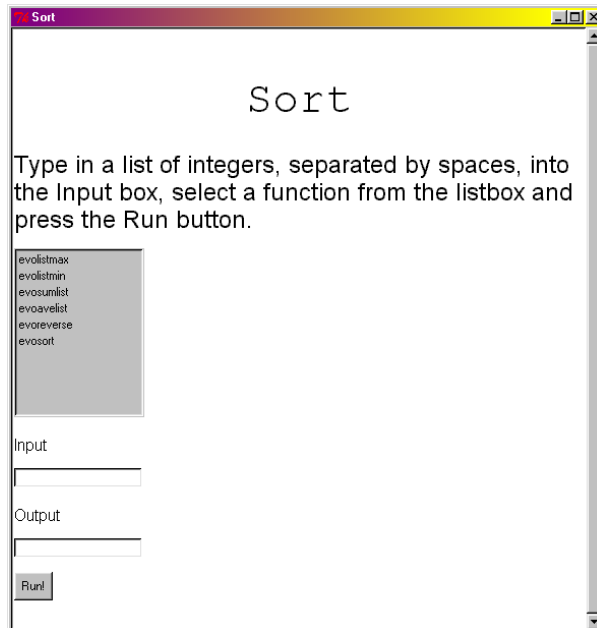 Sort
Sort
Type in a list of integers, separated by spaces, into
the Input box, select a function from the listbox and
press the Run button.
evolistmax
evolistmin
evosumlist
evoavelist
evoreverse
evosort
Input
Output
Run!